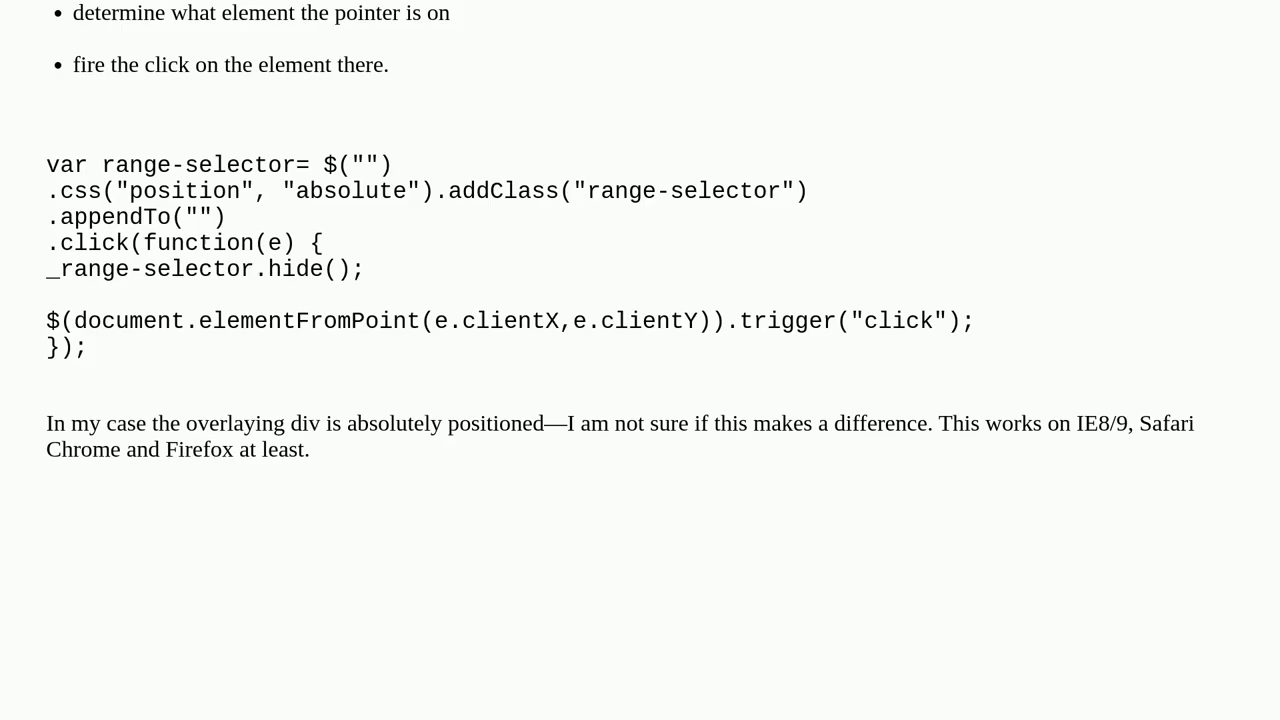 • determine what element the pointer is on
• fire the click on the element there.
var range-selector= $("")
.css("position", "absolute").addClass("range-selector")
.appendTo("")
.click(function(e) {
_range-selector.hide();
$(document.elementFromPoint(e.clientX,e.clientY)).trigger("click");
});
In my case the overlaying div is absolutely positioned—I am not sure if this makes a difference. This works on IE8/9, Safari
Chrome and Firefox at least.